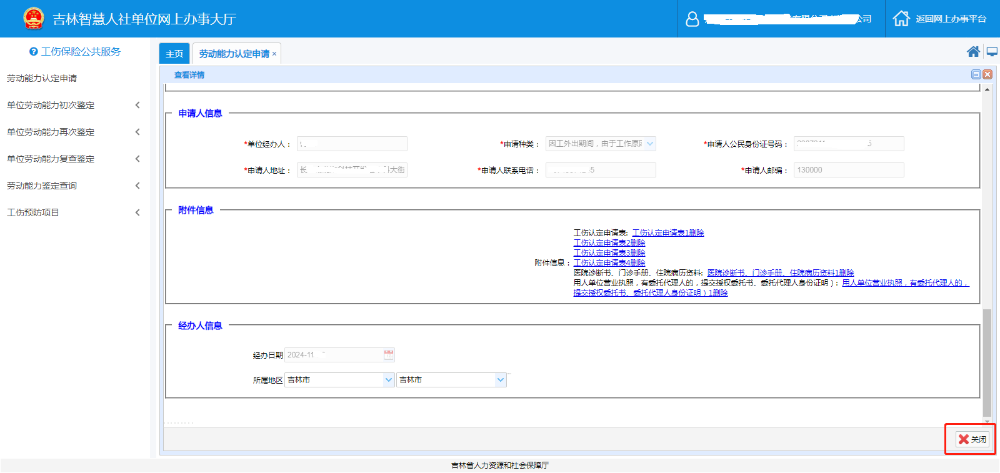 吉林智慧人社单位网上办事大厅
公司
返回网上办事平台
工伤保险公共服务
主页
劳动能力认定申请 ×
劳动能力认定申请
单位劳动能力初次鉴定
单位劳动能力再次鉴定
单位劳动能力复查鉴定
劳动能力鉴定查询
工伤预防项目
查看详情
申请人信息
*单位经办人：
*申请种类： 因工外出期间，由于工作原因
*申请人公民身份证号码： 5
*申请人地址： 长 大街
*申请人联系电话： 5
*申请人邮编： 130000
附件信息
附件信息：
工伤认定申请表: 工伤认定申请表1删除
工伤认定申请表2删除
工伤认定申请表3删除
工伤认定申请表4删除
医院诊断书、门诊手册、住院病历资料: 医院诊断书、门诊手册、住院病历资料1删除
用人单位营业执照，有委托代理人的，提交授权委托书、委托代理人身份证明）: 用人单位营业执照，有委托代理人的，
提交授权委托书、委托代理人身份证明）1删除
经办人信息
经办日期 2024-11
所属地区 吉林市 吉林市
关闭
吉林省人力资源和社会保障厅